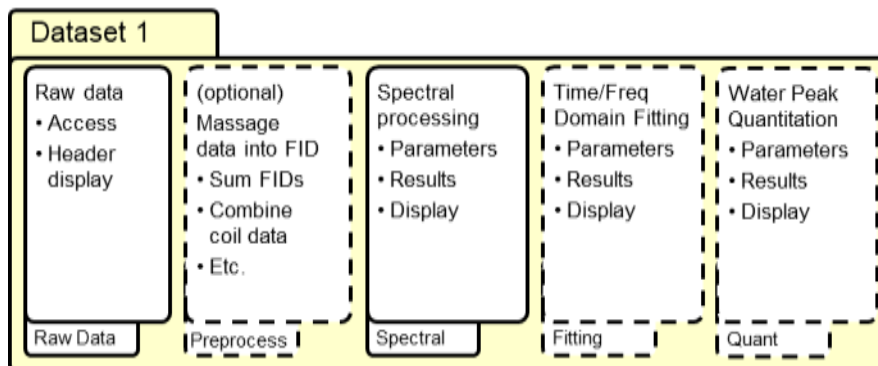 Dataset 1
Raw data
• Access
• Header
display
Raw Data
(optional)
Massage
data into FID
• Sum FIDs
• Combine
coil data
• Etc.
Preprocess
Spectral
processing
• Parameters
• Results
• Display
Spectral
Time/Freq
Domain Fitting
• Parameters
• Results
• Display
Fitting
Water Peak
Quantitation
• Parameters
• Results
• Display
Quant